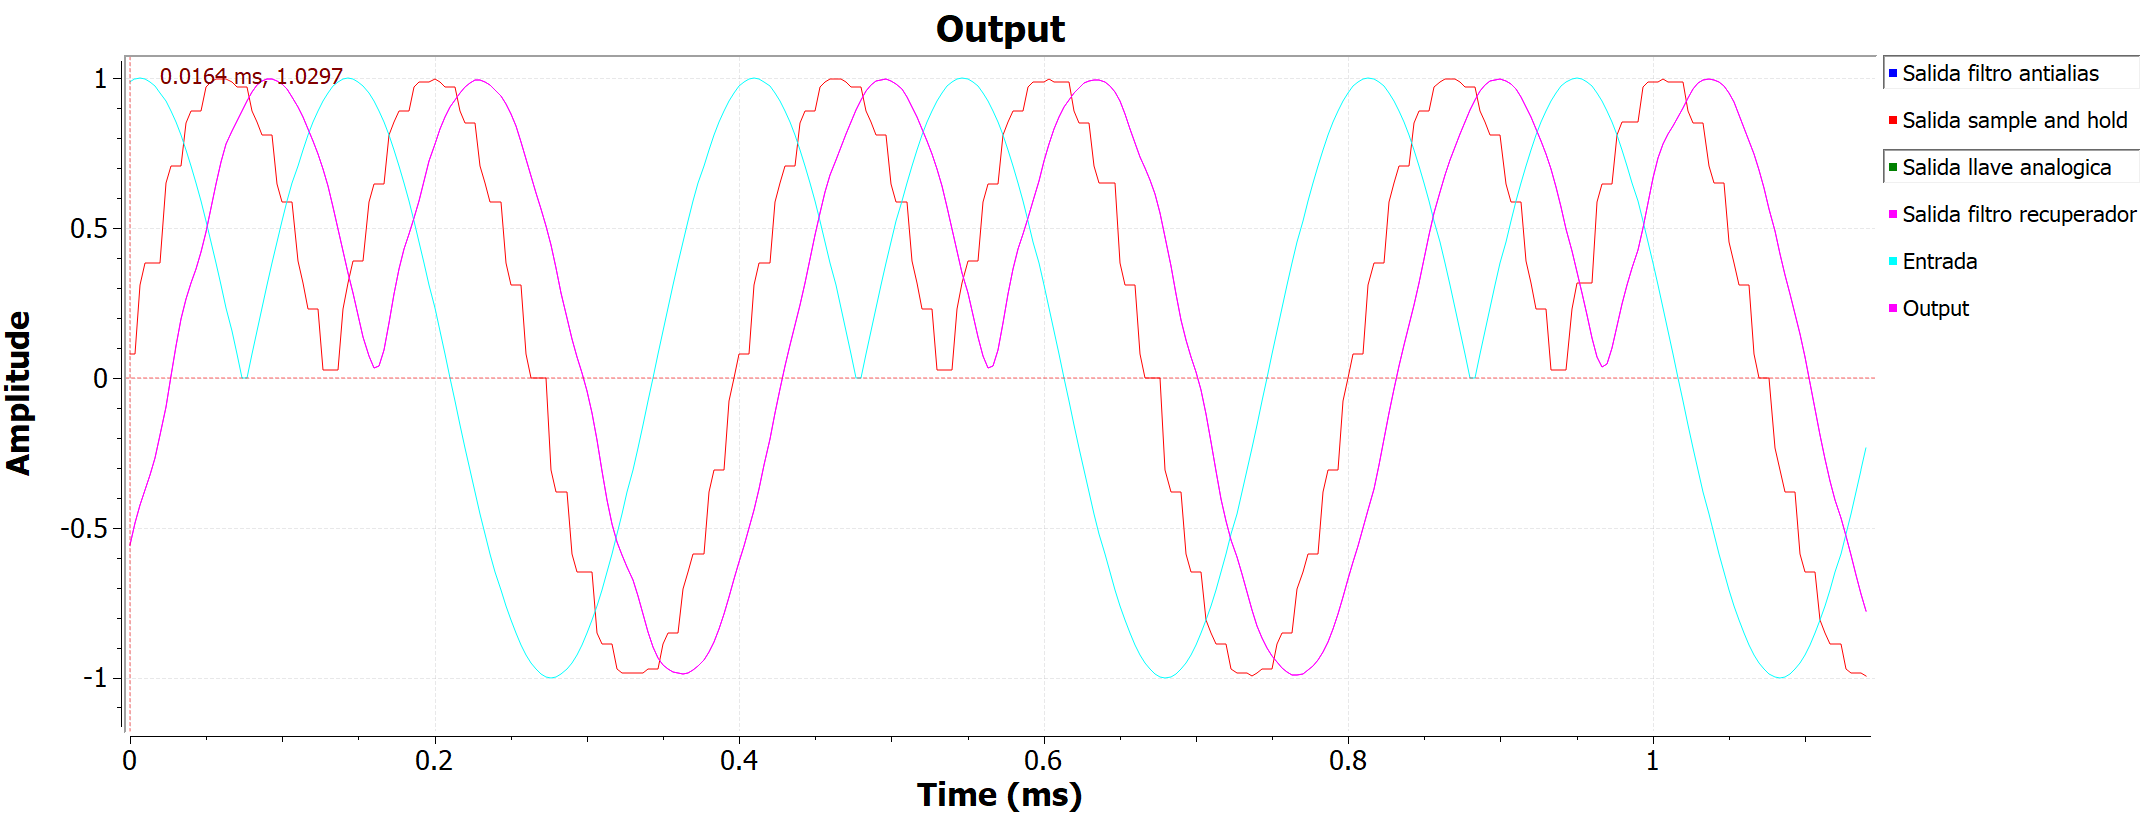 Output
0.0164 ms, 1.0297
Salida filtro antialias
Salida sample and hold
Salida llave analogica
Salida filtro recuperador
Entrada
Output
Amplitude
1
0.5
0
-0.5
-1
0 0.2 0.4 0.6 0.8 1
Time (ms)